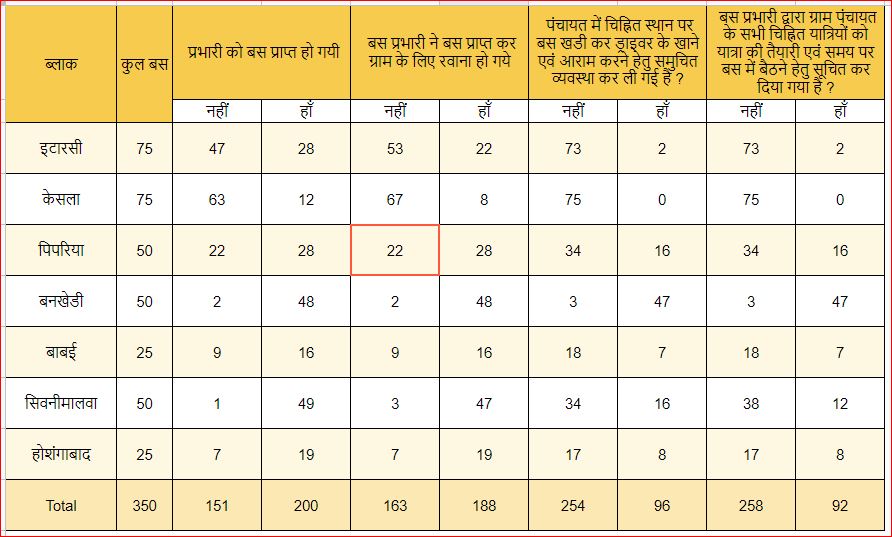 ब्लाक
कुल बस
प्रभारी को बस प्राप्त हो गयी
बस प्रभारी ने बस प्राप्त कर
ग्राम के लिए रवाना हो गये
पंचायत में चिह्नित स्थान पर
बस खडी कर ड्राइवर के खाने
एवं आराम करने हेतु समुचित
व्यवस्था कर ली गई है ?
बस प्रभारी द्वारा ग्राम पंचायत
के सभी चिह्नित यात्रियों को
यात्रा की तैयारी एवं समय पर
बस में बैठने हेतु सूचित कर
दिया गया है ?
नहीं हाँ नहीं हाँ नहीं हाँ नहीं हाँ
इटारसी 75 47 28 53 22 73 2 73 2
केसला 75 63 12 67 8 75 0 75 0
पिपरिया 50 22 28 22 28 34 16 34 16
बनखेडी 50 2 48 2 48 3 47 3 47
बाबई 25 9 16 9 16 18 7 18 7
सिवनीमालवा 50 1 49 3 47 34 16 38 12
होशंगाबाद 25 7 19 7 19 17 8 17 8
Total 350 151 200 163 188 254 96 258 92